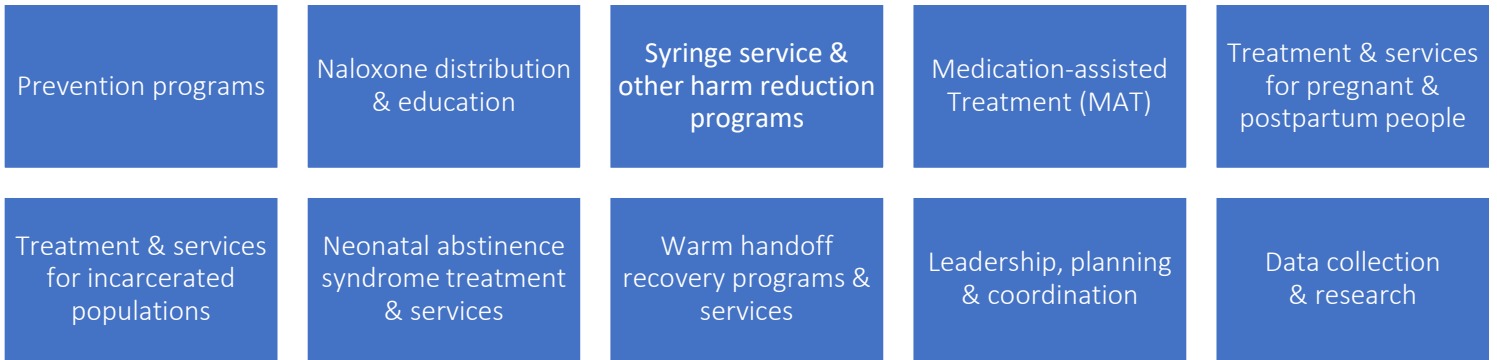 Prevention programs
Naloxone distribution
& education
Syringe service &
other harm reduction
programs
Medication-assisted
Treatment (MAT)
Treatment & services
for pregnant &
postpartum people
Treatment & services
for incarcerated
populations
Neonatal abstinence
syndrome treatment
& services
Warm handoff
recovery programs &
services
Leadership, planning
& coordination
Data collection
& research